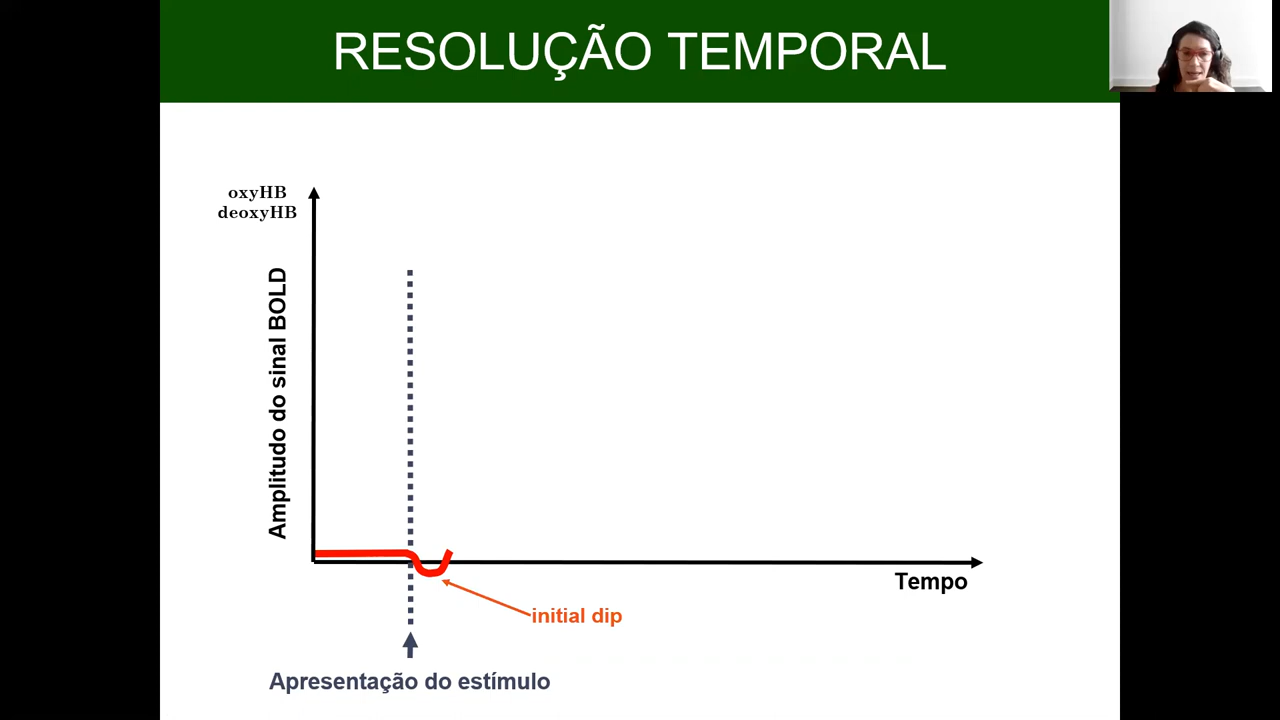 RESOLUÇÃO TEMPORAL
oxyHB
deoxyHB
Amplitudo do sinal BOLD
Tempo
initial dip
Apresentação do estímulo